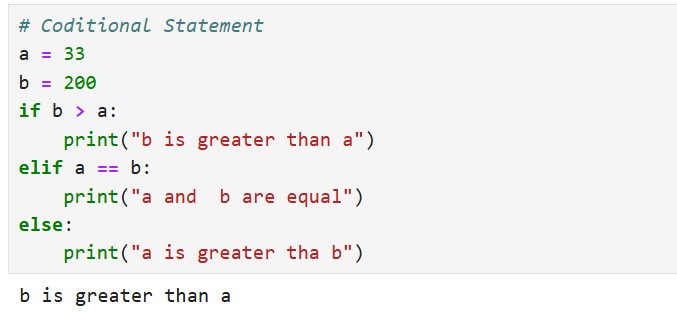 # Coditional Statement
a = 33
b = 200
if b > a:
    print("b is greater than a")
elif a == b:
    print("a and  b are equal")
else:
    print("a is greater tha b")
b is greater than a